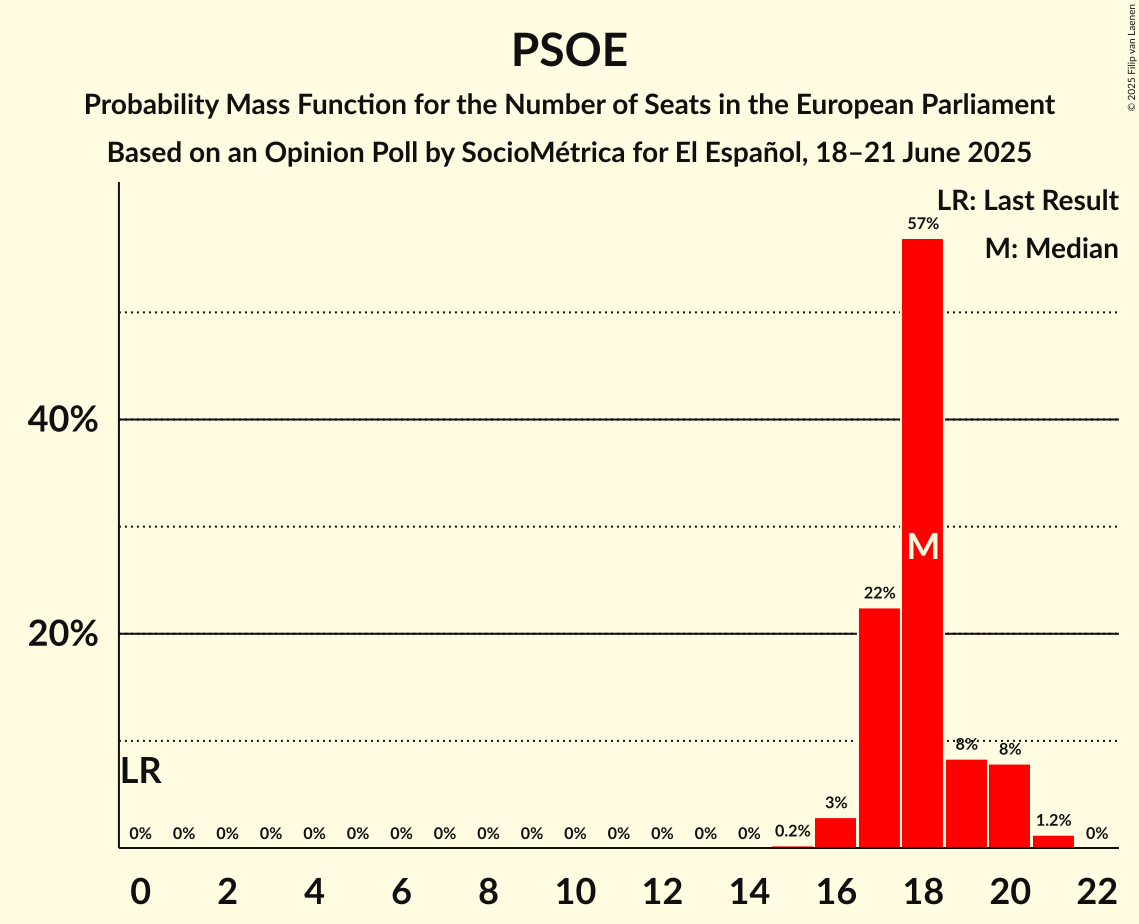 PSOE
Probability Mass Function for the Number of Seats in the European Parliament
Based on an Opinion Poll by SocioMétrica for El Español, 18–21 June 2025
© 2025 Filip van Laenen
LR: Last Result
M: Median
57%
40%
M
22%
20%
8%
8%
LR
3%
1.2%
0% 0% 0% 0% 0% 0% 0% 0% 0% 0% 0% 0% 0% 0% 0% 0.2% 0%
0 2 4 6 8 10 12 14 16 18 20 22